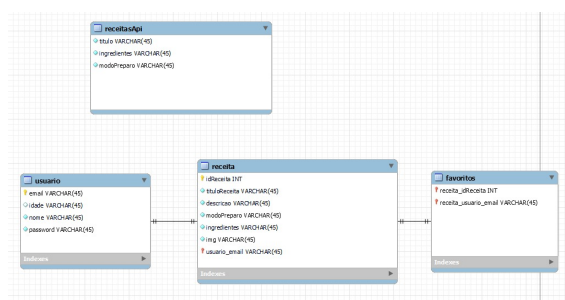 receitasApi
titulo VARCHAR(45)
ingredientes VARCHAR(45)
modoPreparo VARCHAR(45)
usuario
email VARCHAR(45)
idade VARCHAR(45)
nome VARCHAR(45)
password VARCHAR(45)
Indexes
receita
idReceita INT
tituloReceita VARCHAR(45)
descricao VARCHAR(45)
modoPreparo VARCHAR(45)
ingredientes VARCHAR(45)
img VARCHAR(45)
usuario_email VARCHAR(45)
Indexes
favoritos
receita_idReceita INT
receita_usuario_email VARCHAR(45)
Indexes